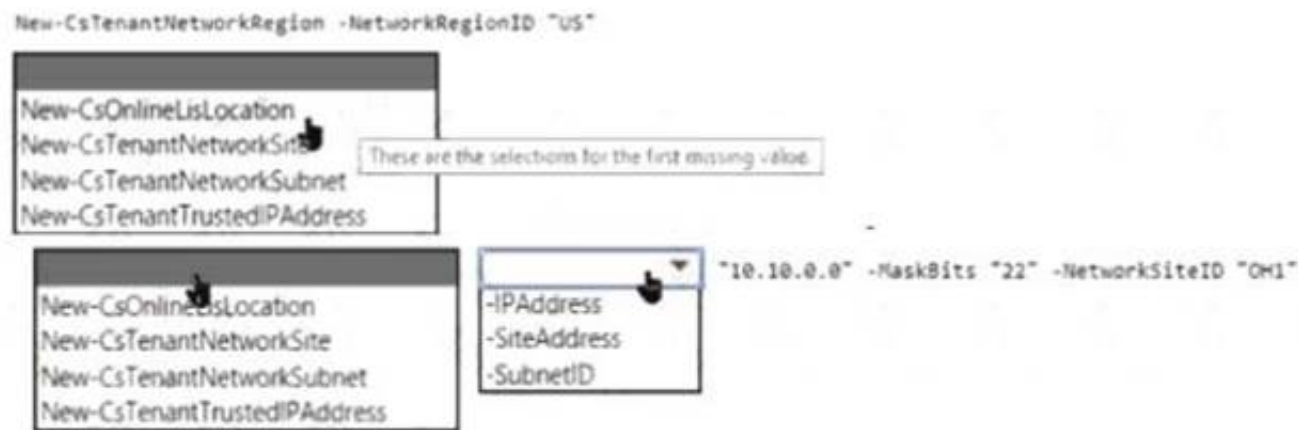 New-CsTenantNetworkRegion -NetworkRegionID "US"
New-CsOnlineLisLocation
New-CsTenantNetworkSite
These are the selections for the first missing value.
New-CsTenantNetworkSubnet
New-CsTenantTrustedIPAddress
-
"10.10.0.0" -MaskBits "22" -NetworkSiteID "OH1"
New-CsOnlineLisLocation
New-CsTenantNetworkSite
New-CsTenantNetworkSubnet
New-CsTenantTrustedIPAddress
-IPAddress
-SiteAddress
-SubnetID